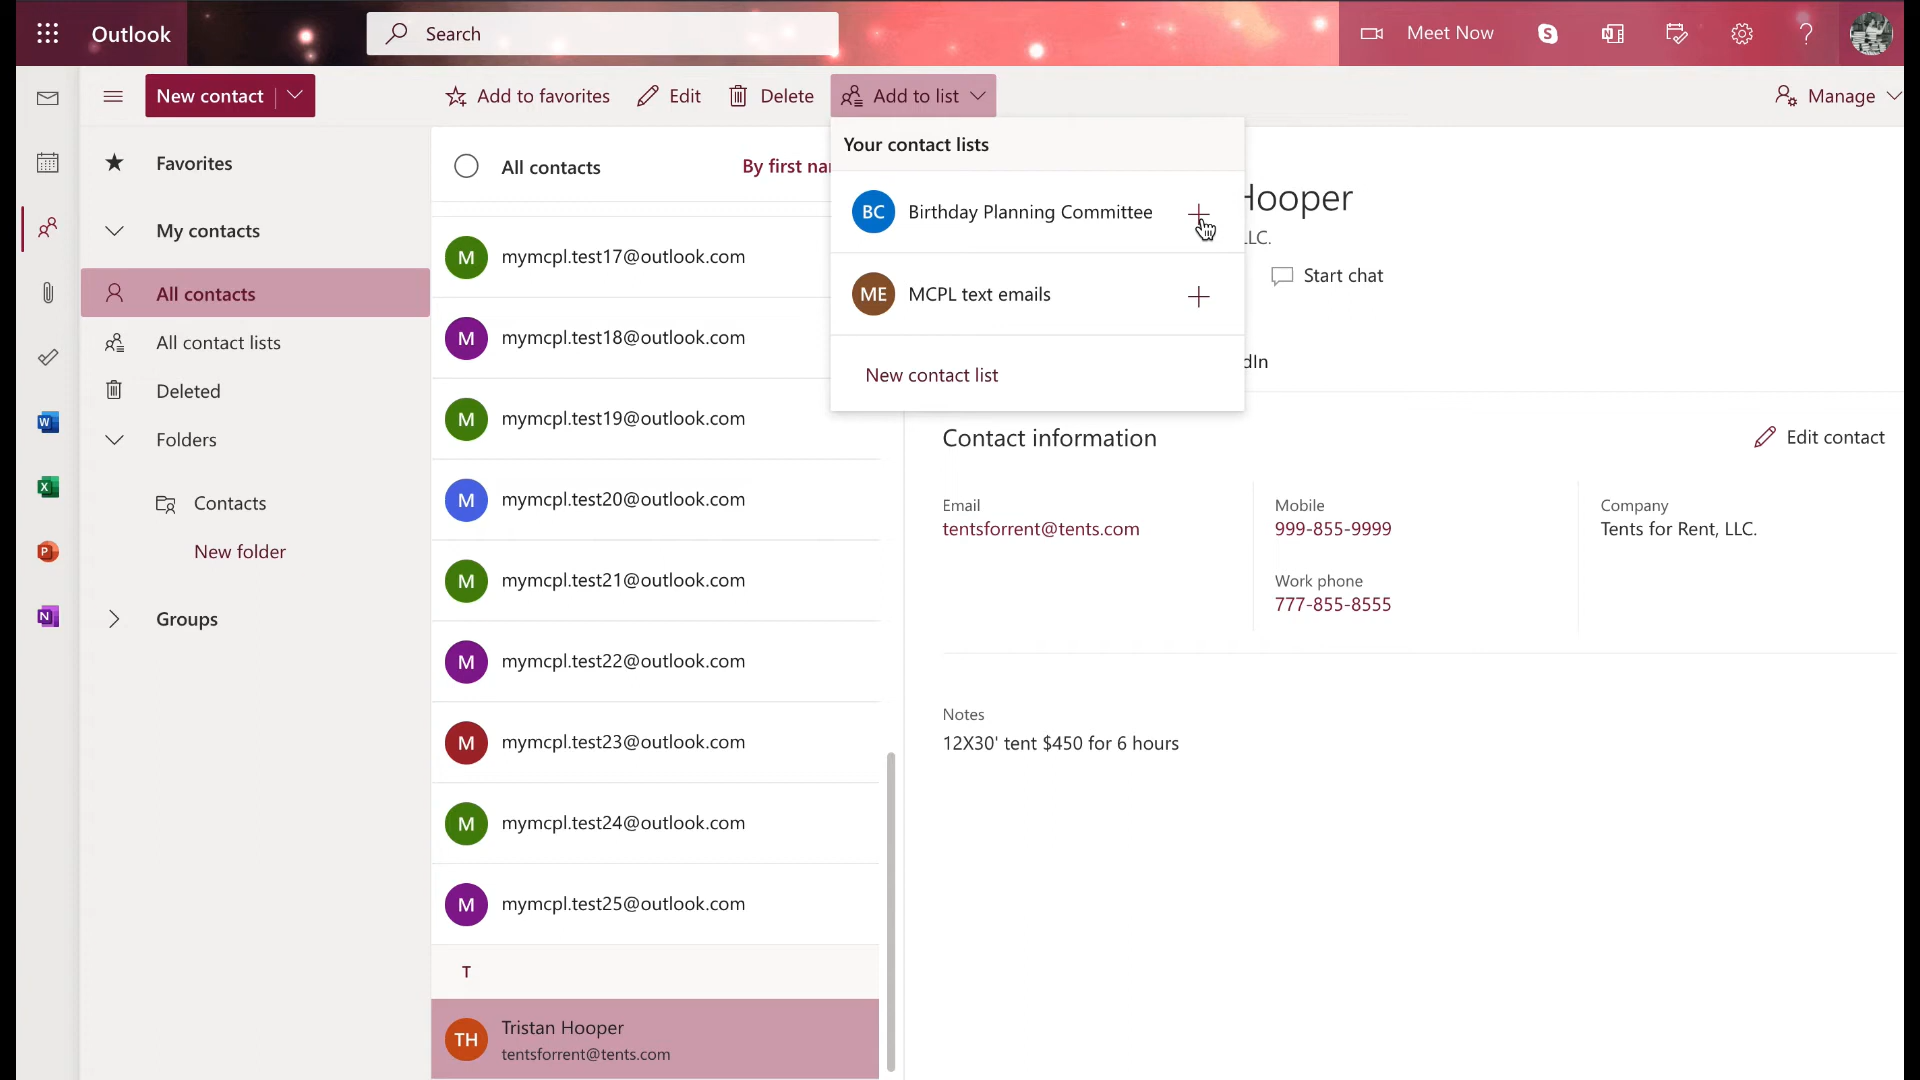 Outlook
Search
Meet Now
New contact
Add to favorites
Edit
Delete
Add to list
Manage
Favorites
My contacts
All contacts
All contact lists
Deleted
Folders
Contacts
New folder
Groups
All contacts
By first
M mymcpl.test17@outlook.com
M mymcpl.test18@outlook.com
M mymcpl.test19@outlook.com
M mymcpl.test20@outlook.com
M mymcpl.test21@outlook.com
M mymcpl.test22@outlook.com
M mymcpl.test23@outlook.com
M mymcpl.test24@outlook.com
M mymcpl.test25@outlook.com
T
TH Tristan Hooper
tentsforrent@tents.com
Your contact lists
BC Birthday Planning Committee
ME MCPL text emails
New contact list
Hooper
LLC.
Start chat
dIn
Contact information
Edit contact
Email
tentsforrent@tents.com
Mobile
999-855-9999
Work phone
777-855-8555
Company
Tents for Rent, LLC.
Notes
12X30' tent $450 for 6 hours